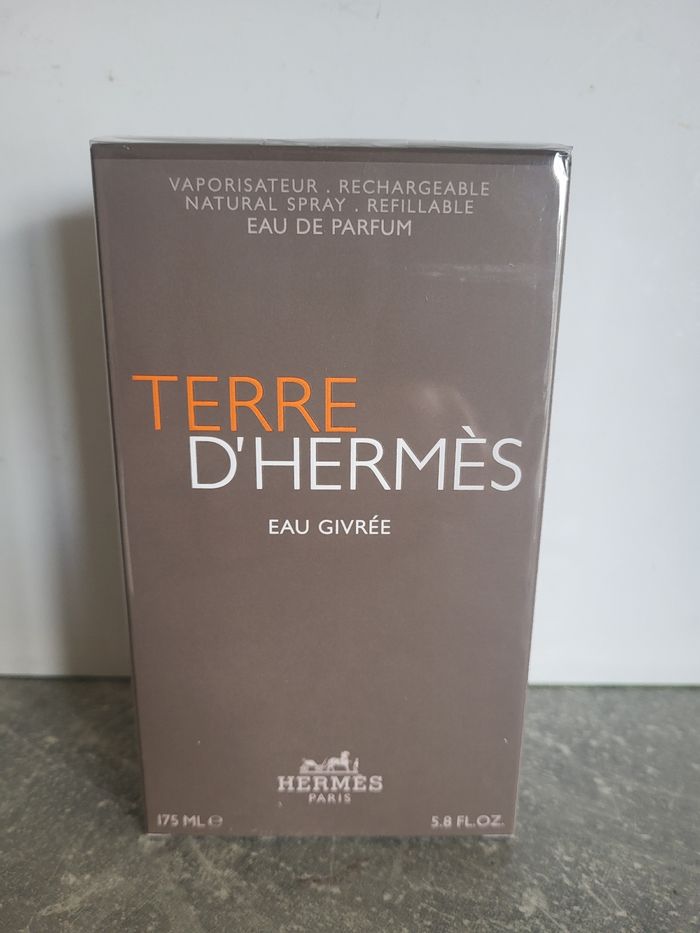 VAPORISATEUR . RECHARGEABLE
NATURAL SPRAY . REFILLABLE
EAU DE PARFUM
TERRE
D'HERMÈS
EAU GIVRÉE
HERMÈS
PARIS
175 ML ℮
5.8 FL.OZ.